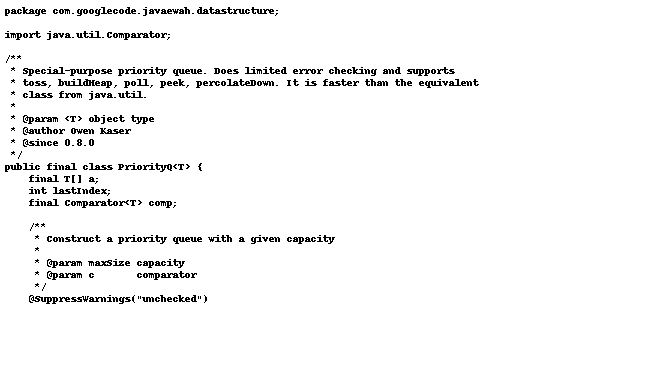 package com.googlecode.javaewah.datastructure;

import java.util.Comparator;

/**
 * Special-purpose priority queue. Does limited error checking and supports
 * toss, buildHeap, poll, peek, percolateDown. It is faster than the equivalent
 * class from java.util.
 *
 * @param <T> object type
 * @author Owen Kaser
 * @since 0.8.0
 */
public final class PriorityQ<T> {
    final T[] a;
    int lastIndex;
    final Comparator<T> comp;

    /**
     * Construct a priority queue with a given capacity
     *
     * @param maxSize capacity
     * @param c       comparator
     */
    @SuppressWarnings("unchecked")